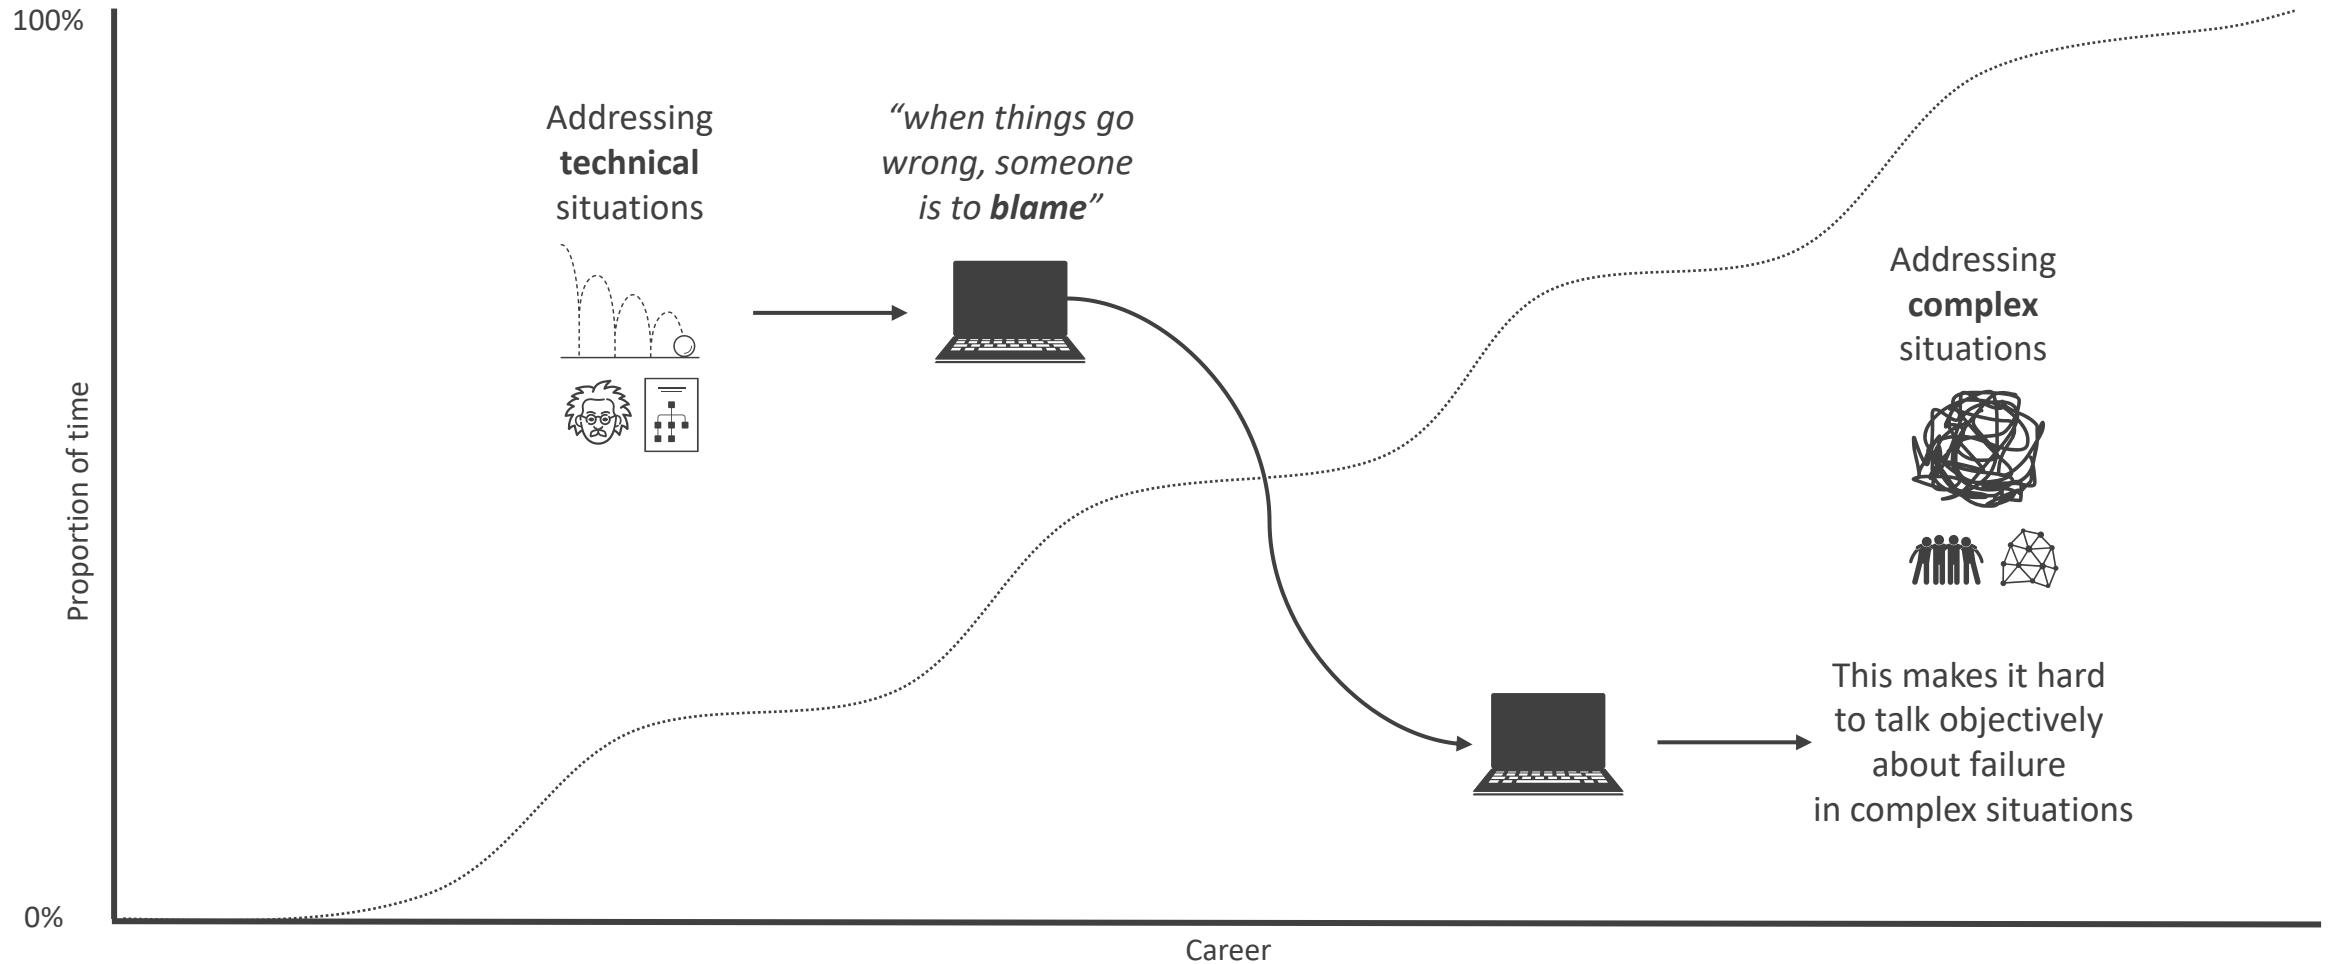 100%
Addressing
technical
situations
“when things go
wrong, someone
is to blame”
Addressing
complex
situations
Proportion of time
This makes it hard
to talk objectively
about failure
in complex situations
0%
Career